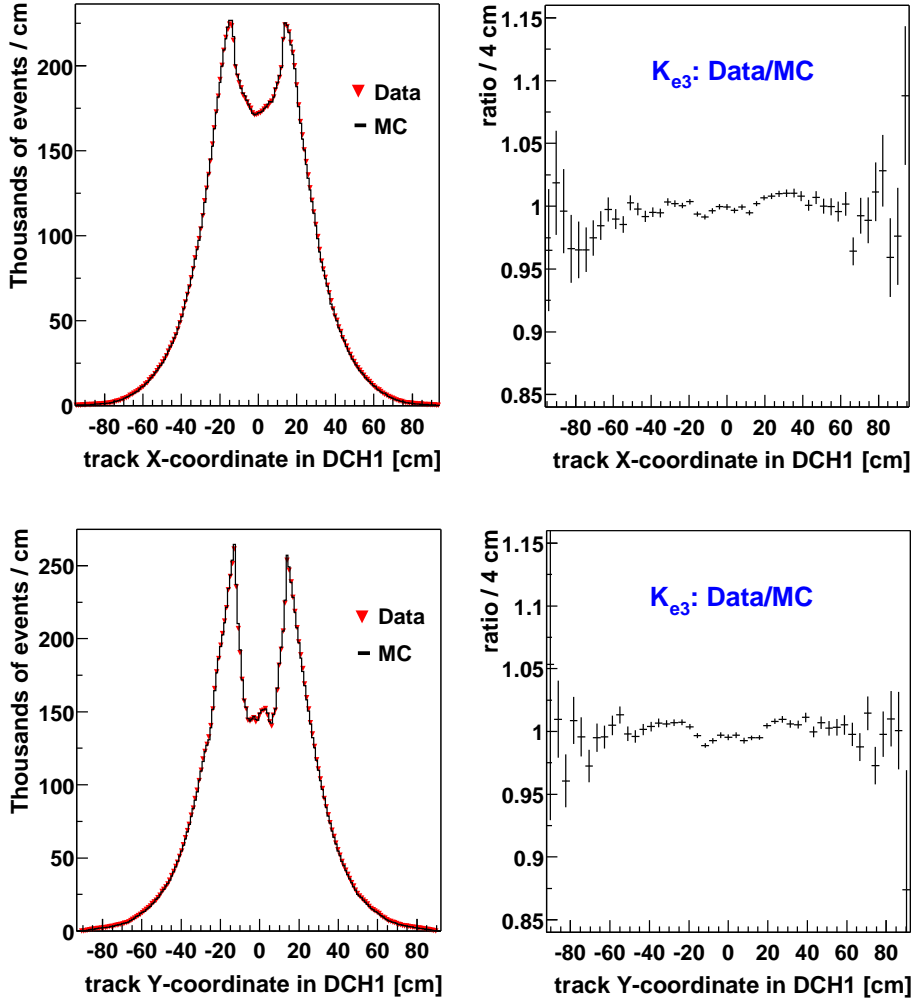 Thousands of events / cm
200
150
100
50
0
Data
MC
-80 -60 -40 -20 0 20 40 60 80
track X-coordinate in DCH1 [cm]
ratio / 4 cm
1.15
1.1
1.05
1
0.95
0.9
0.85
Ke3: Data/MC
-80 -60 -40 -20 0 20 40 60 80
track X-coordinate in DCH1 [cm]
Thousands of events / cm
250
200
150
100
50
0
Data
MC
-80 -60 -40 -20 0 20 40 60 80
track Y-coordinate in DCH1 [cm]
ratio / 4 cm
1.15
1.1
1.05
1
0.95
0.9
0.85
Ke3: Data/MC
-80 -60 -40 -20 0 20 40 60 80
track Y-coordinate in DCH1 [cm]